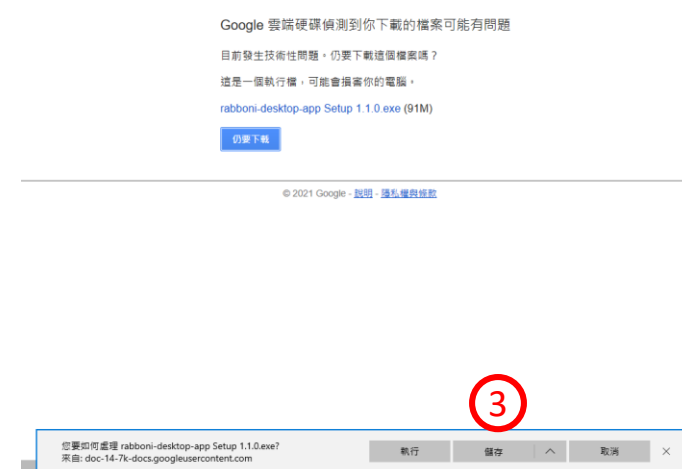 Google 雲端硬碟偵測到你下載的檔案可能有問題
目前發生技術性問題。仍要下載這個檔案嗎？
這是一個執行檔，可能會損害你的電腦。
rabboni-desktop-app Setup 1.1.0.exe (91M)
仍要下載
© 2021 Google - 說明 - 隱私權與條款
3
您要如何處理 rabboni-desktop-app Setup 1.1.0.exe?
來自: doc-14-7k-docs.googleusercontent.com
執行
儲存
取消